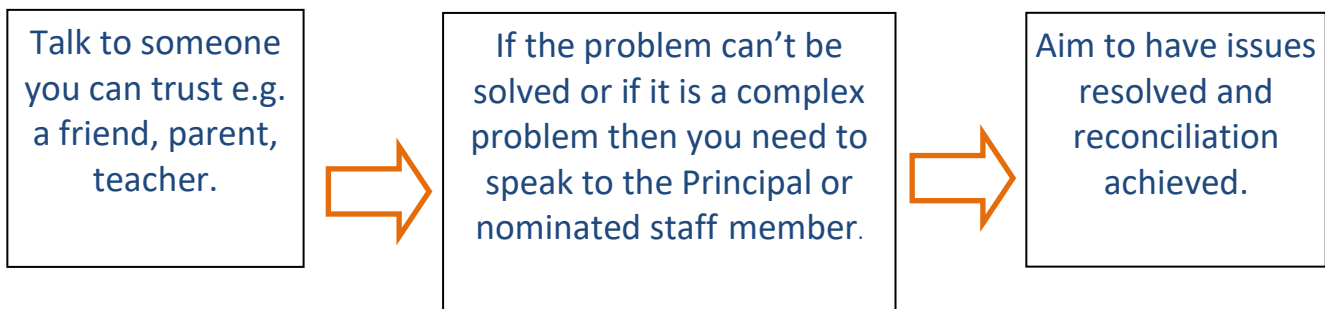 Talk to someone
you can trust e.g.
a friend, parent,
teacher.
If the problem can’t be
solved or if it is a complex
problem then you need to
speak to the Principal or
nominated staff member.
Aim to have issues
resolved and
reconciliation
achieved.